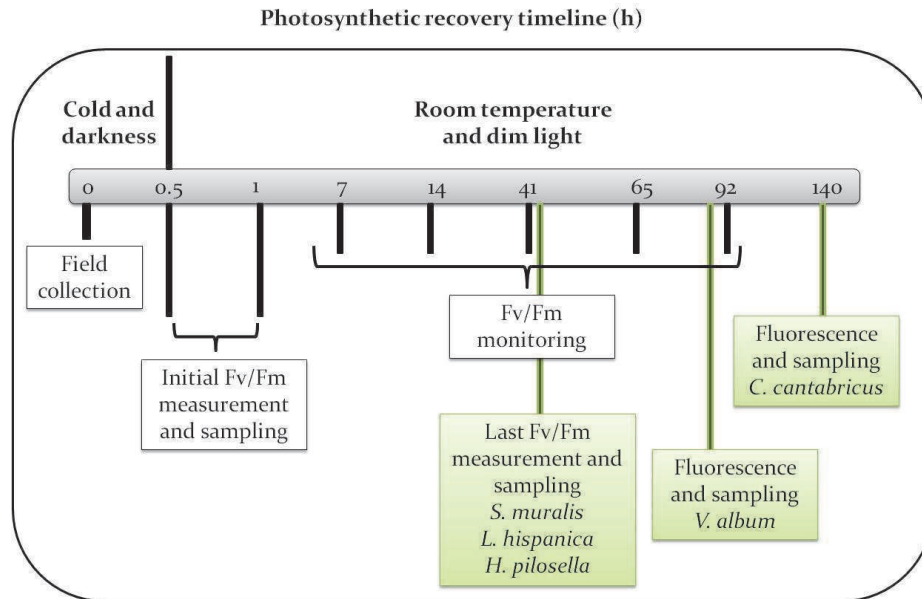 Photosynthetic recovery timeline (h)
Cold and
darkness
Room temperature
and dim light
0 0.5 1 7 14 41 65 92 140
Field
collection
Initial Fv/Fm
measurement
and sampling
Fv/Fm
monitoring
Last Fv/Fm
measurement and
sampling
S. muralis
L. hispanica
H. pilosella
Fluorescence
and sampling
V. album
Fluorescence
and sampling
C. cantabricus